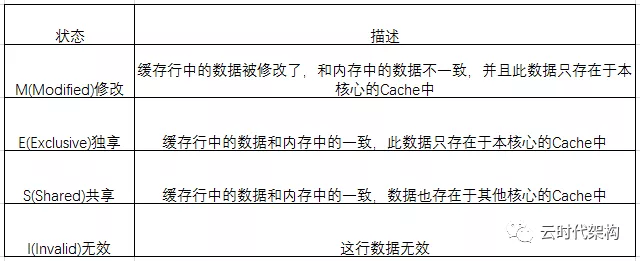 状态 描述
缓存行中的数据被修改了，和内存中的数据不一致，并且此数据只存在于本
M(Modified)修改 核心的Cache中
E(Exclusive)独享 缓存行中的数据和内存中的一致，此数据只存在于本核心的Cache中
S(Shared)共享 缓存行中的数据和内存中的一致，数据也存在于其他核心的Cache中
I(Invalid)无效 这行数据无效
云时代架构